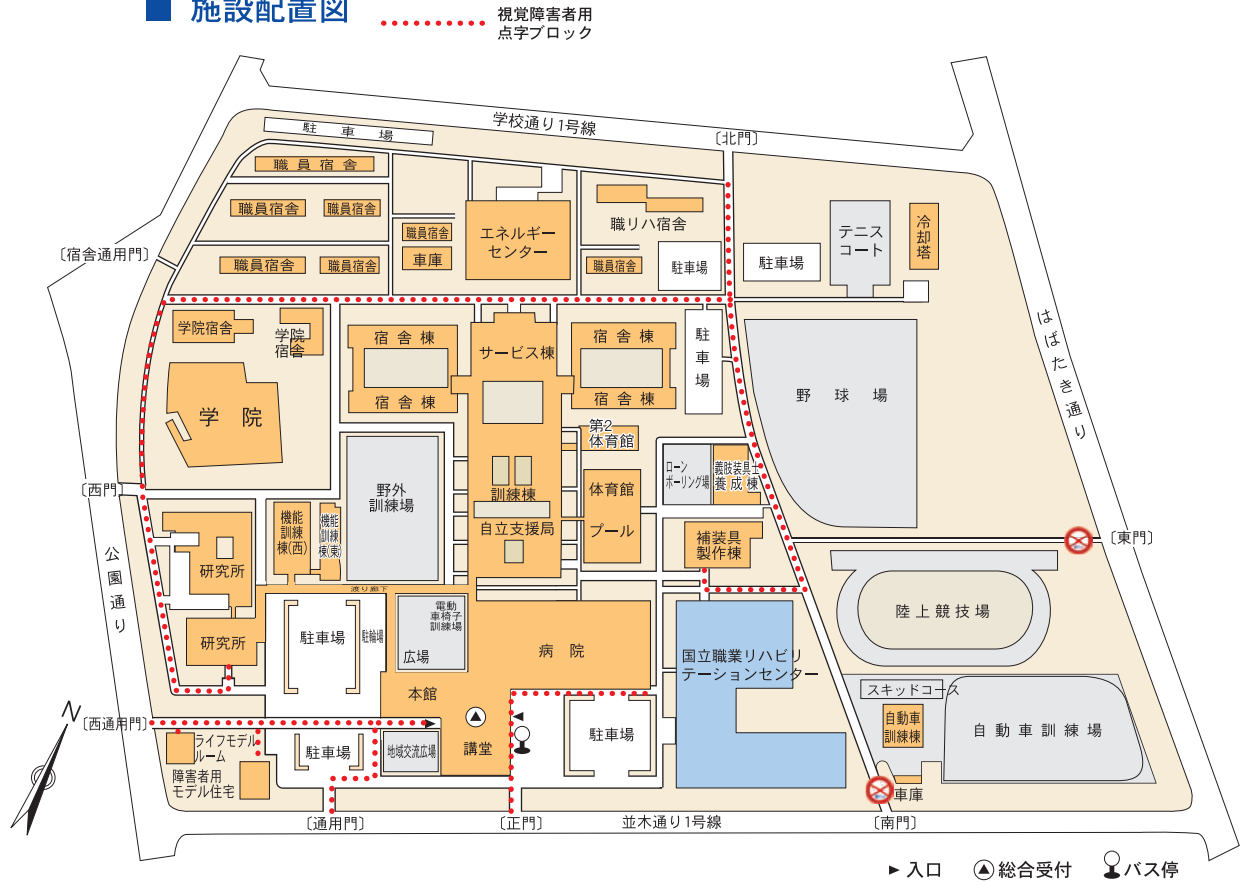 施設配置図
視覚障害者用
点字ブロック
学校通り1号線
駐車場
〔北門〕
職員宿舎
職員宿舎
職員宿舎
職リハ宿舎
テニス
コート
冷却塔
職員宿舎
エネルギー
センター
〔宿舎通用門〕
車庫
職員宿舎
職員宿舎
職員宿舎
駐車場
駐車場
はばたき通り
学院宿舎
学院
宿舎
宿舎棟
サービス棟
宿舎棟
駐車場
宿舎棟
宿舎棟
野球場
学院
第2
体育館
ローン
ボーリング場
義肢装具士
養成棟
〔西門〕
野外
訓練場
訓練棟
体育館
プール
機能
訓練
棟(西)
機能
訓練
棟(東)
自立支援局
補装具
製作棟
〔東門〕
公園通り
研究所
渡り廊下
電動
車椅子
訓練場
陸上競技場
研究所
駐車場
駐輪場
広場
病院
国立職業リハビリ
テーションセンター
スキッドコース
本館
N
〔西通用門〕
自動車
訓練棟
自動車訓練場
ライフモデル
ルーム
駐車場
地域交流広場
講堂
駐車場
障害者用
モデル住宅
車庫
〔通用門〕
〔正門〕
並木通り1号線
〔南門〕
入口
総合受付
バス停